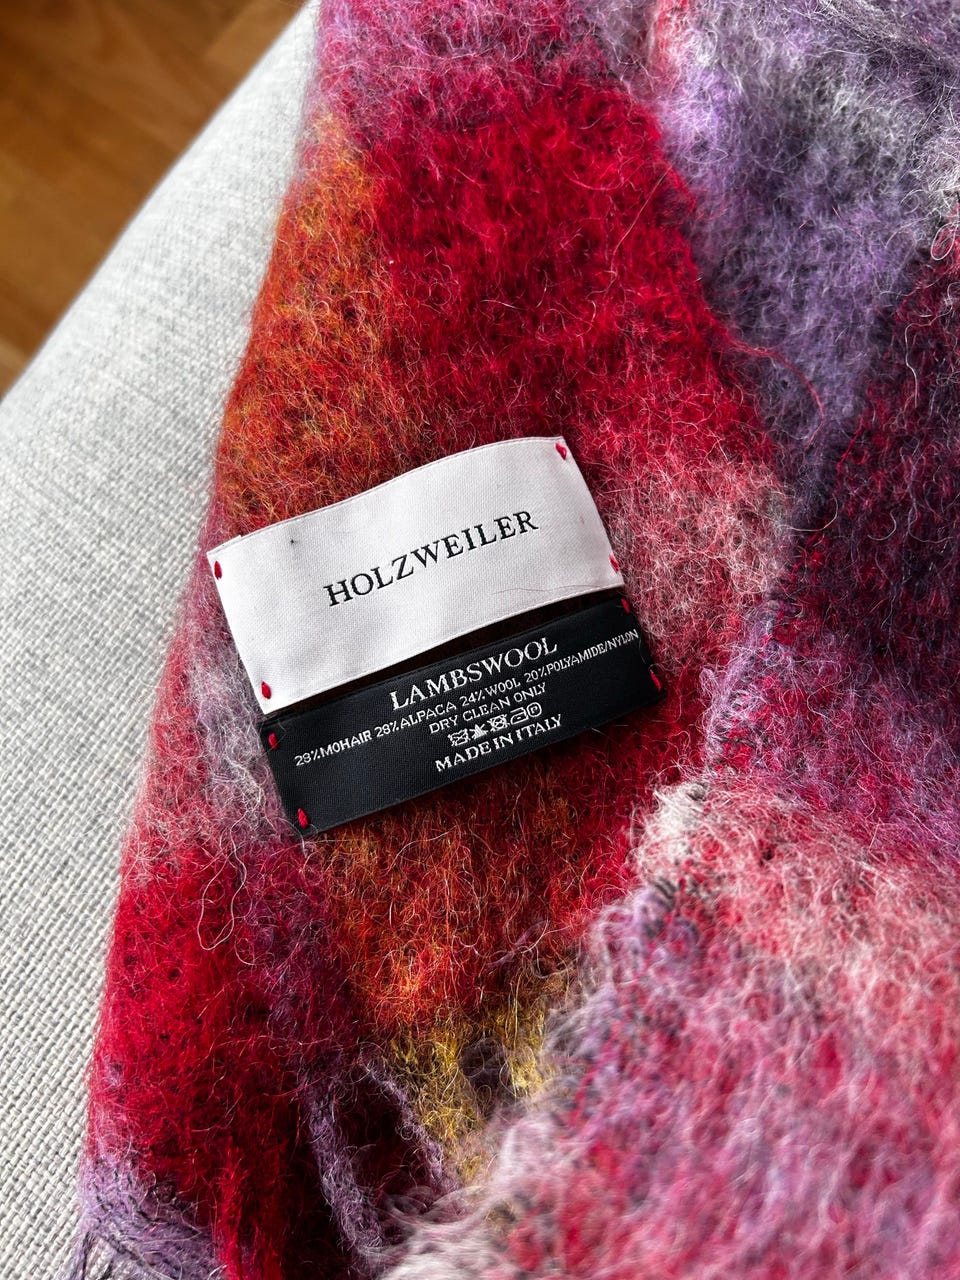 HOLZWEILER
LAMBSWOOL
28%MOHAIR 28%ALPACA 24%WOOL 20%POLYAMIDE/NYLON
DRY CLEAN ONLY
MADE IN ITALY